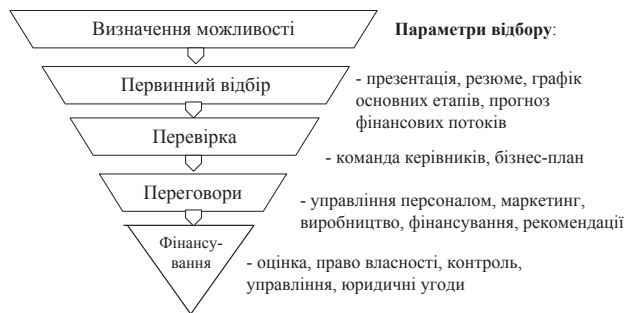 Визначення можливості
Параметри відбору:
Первинний відбір
- презентація, резюме, графік
основних етапів, прогноз
фінансових потоків
Перевірка
- команда керівників, бізнес-план
Переговори
- управління персоналом, маркетинг,
виробництво, фінансування, рекомендації
Фінансу-
вання
- оцінка, право власності, контроль,
управління, юридичні угоди